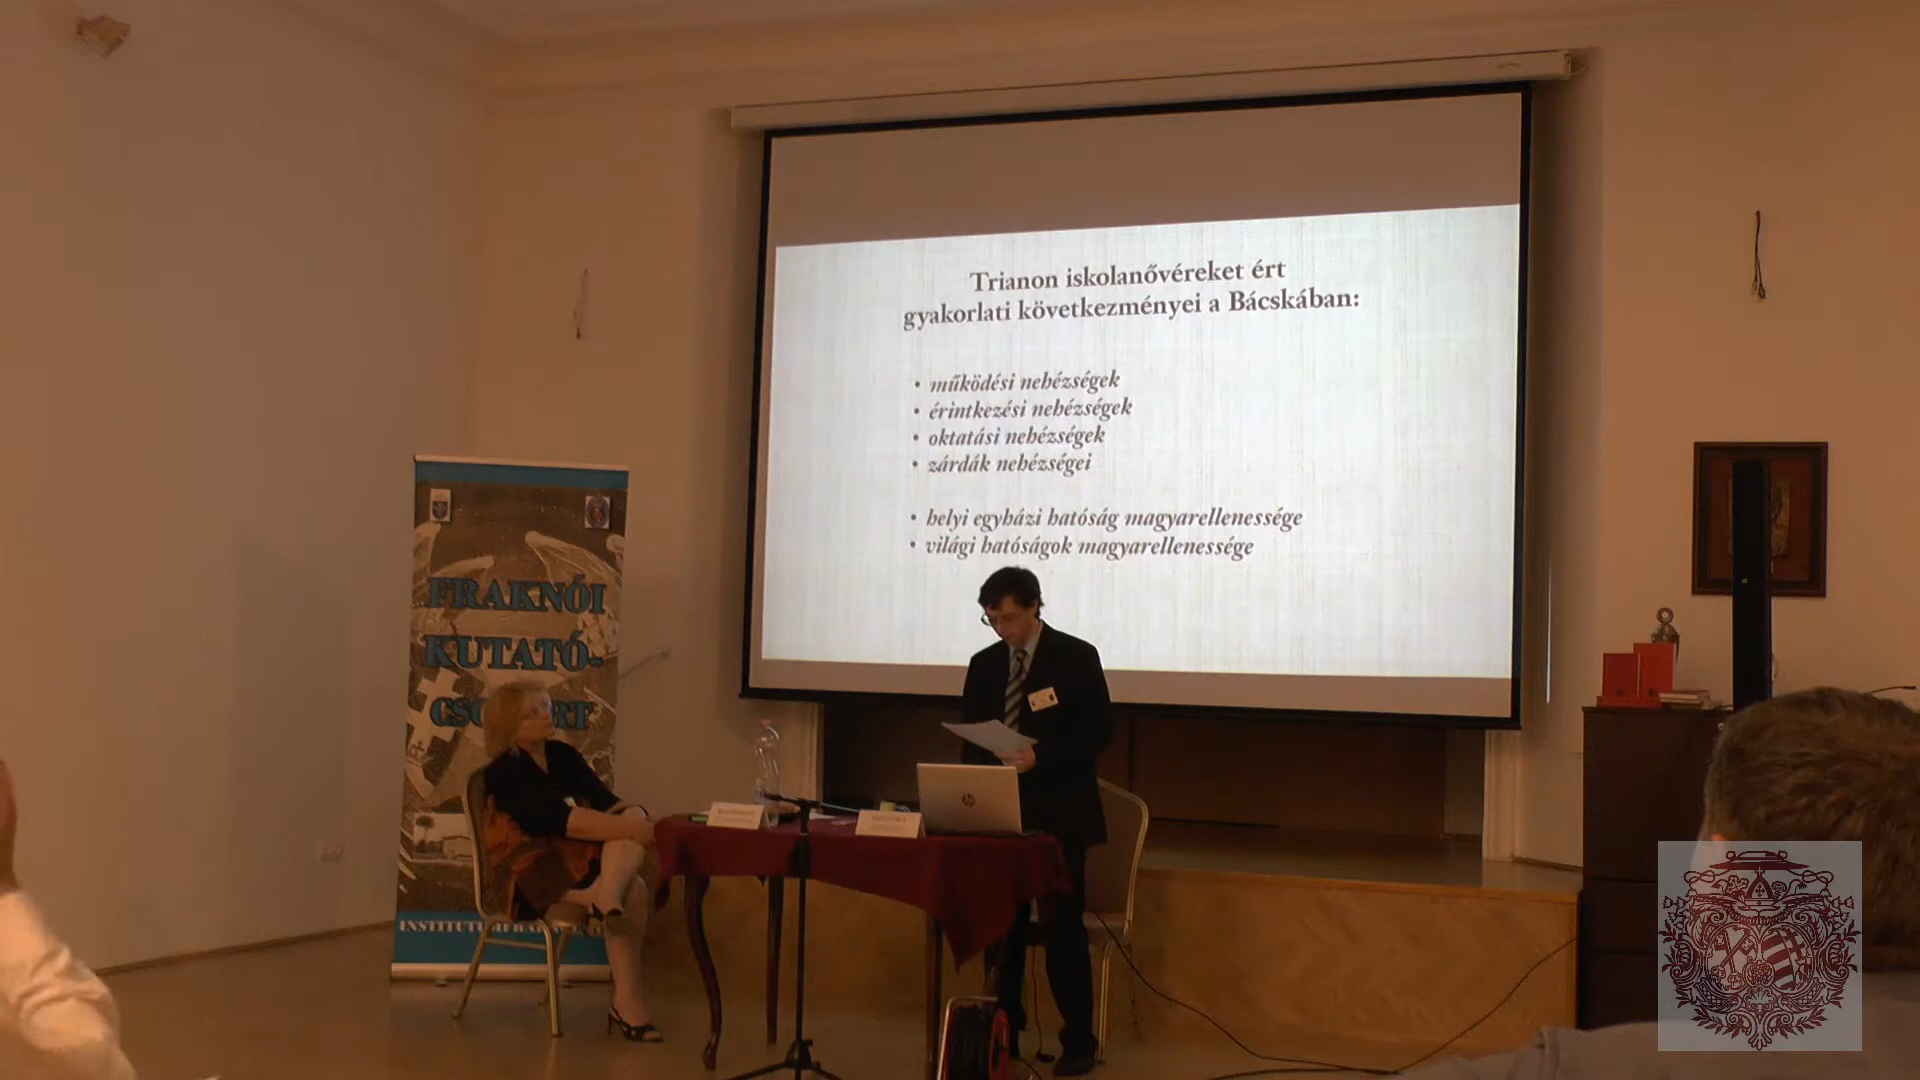 Trianon iskolanővéreket ért
gyakorlati következményei a Bácskában:
• működési nehézségek
• érintkezési nehézségek
• oktatási nehézségek
• zárdák nehézségei
• helyi egyházi hatóság magyarellenessége
• világi hatóságok magyarellenessége
FRAKNÓI
KUTATÓ-
hp